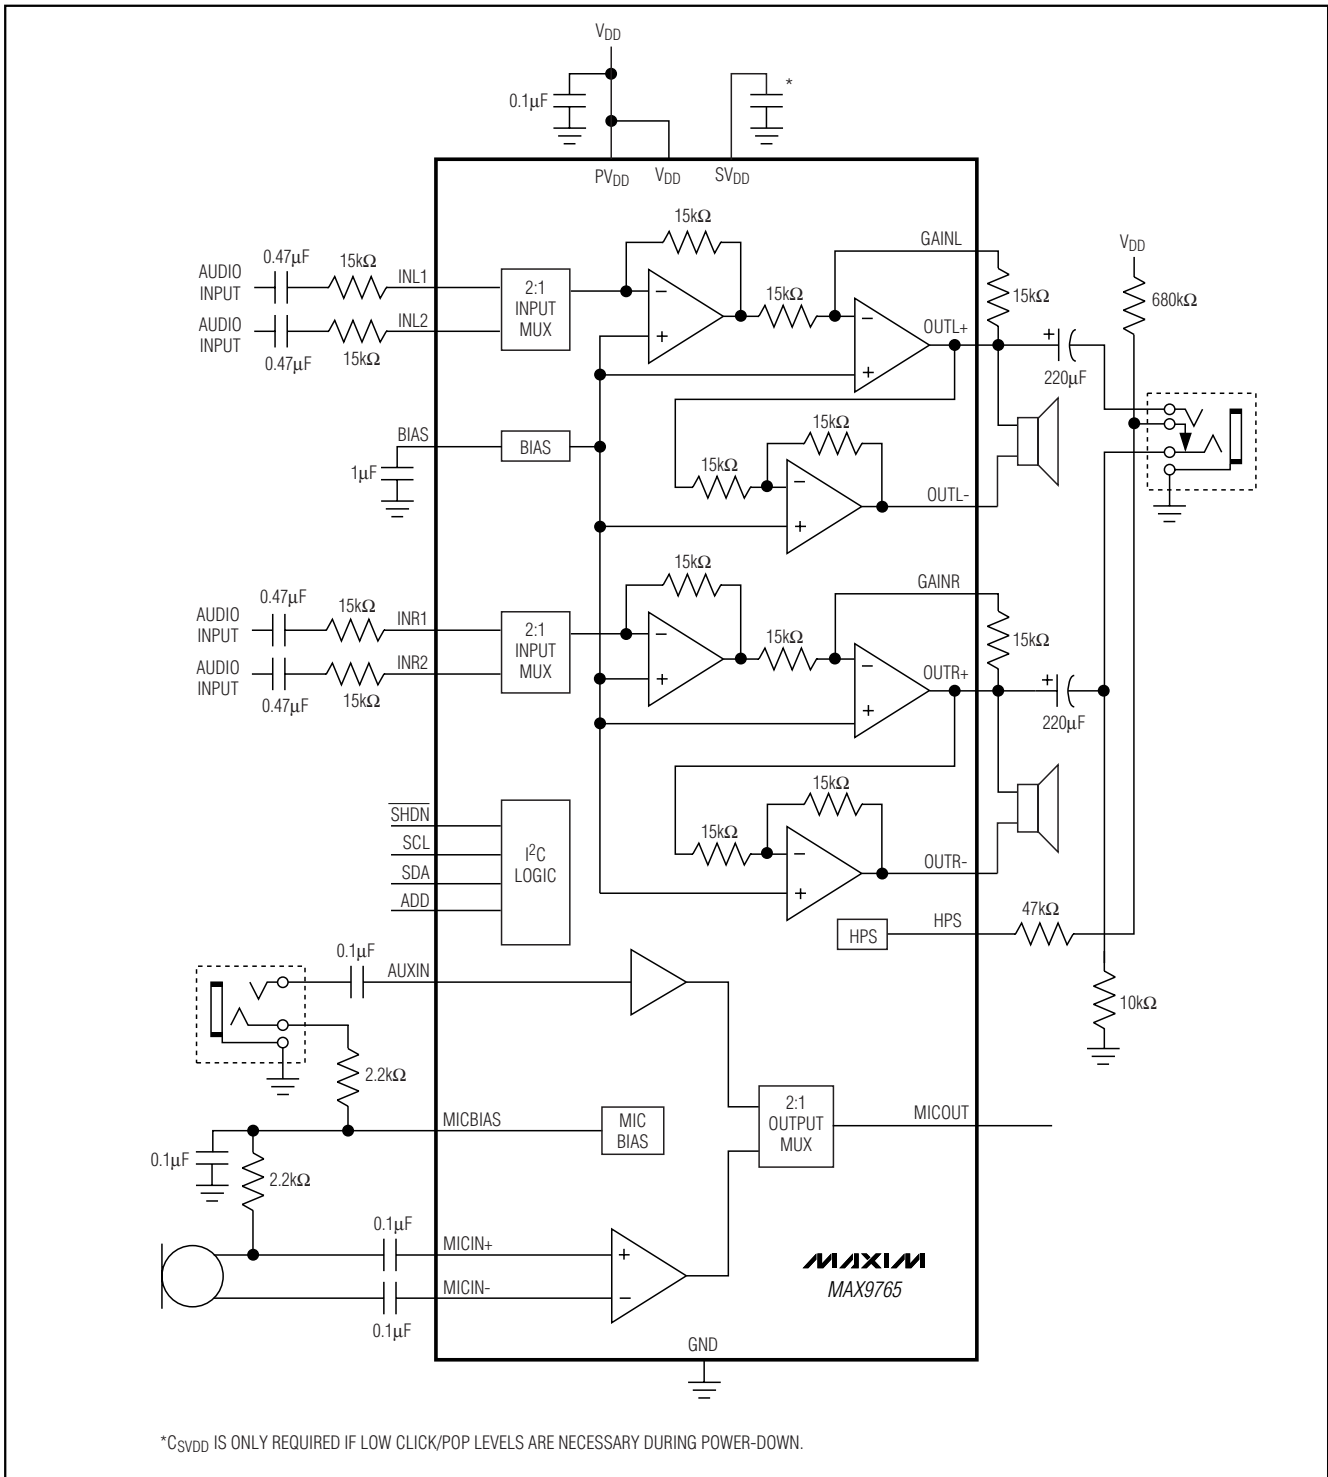 VDD
0.1µF
*
PVDD
VDD
SVDD
15kΩ
GAINL
VDD
AUDIO
INPUT
0.47µF
15kΩ
INL1
2:1
INPUT
MUX
15kΩ
15kΩ
680kΩ
AUDIO
INPUT
0.47µF
15kΩ
INL2
OUTL+
220µF
BIAS
BIAS
1µF
15kΩ
15kΩ
OUTL-
15kΩ
GAINR
AUDIO
INPUT
0.47µF
15kΩ
INR1
2:1
INPUT
MUX
15kΩ
15kΩ
AUDIO
INPUT
0.47µF
15kΩ
INR2
OUTR+
220µF
SHDN
SCL
SDA
ADD
I2C
LOGIC
15kΩ
15kΩ
OUTR-
HPS
HPS
47kΩ
0.1µF
AUXIN
10kΩ
2.2kΩ
MICBIAS
MIC
BIAS
2:1
OUTPUT
MUX
MICOUT
0.1µF
2.2kΩ
0.1µF
MICIN+
MICIN-
0.1µF
MAXIM
MAX9765
GND
*CSVDD IS ONLY REQUIRED IF LOW CLICK/POP LEVELS ARE NECESSARY DURING POWER-DOWN.